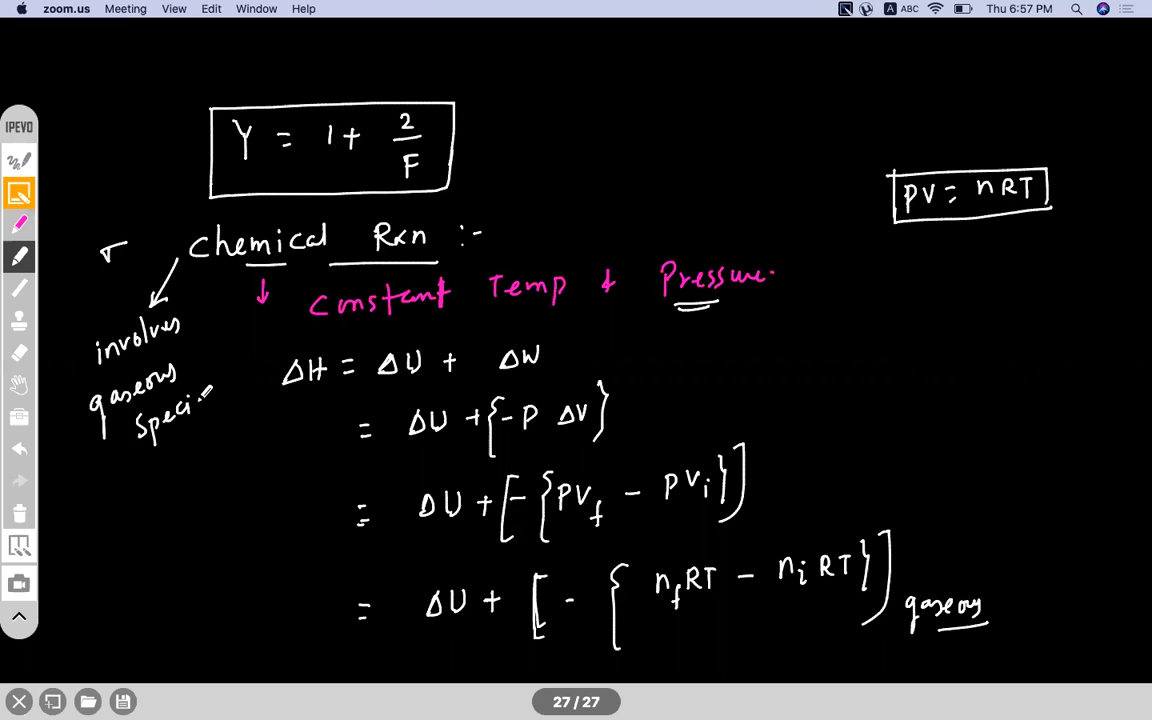 zoom.us Meeting View Edit Window Help
A ABC Thu 6:57 PM
IPEVO
γ = 1 + 2/F
PV = nRT
Chemical Rxn :-
↓ Constant Temp & Pressure.
involves
gaseous
Speci
ΔH = ΔU + ΔW
= ΔU + {- P ΔV}
= ΔU + [- {PVf - PVi}]
= ΔU + [- { nfRT - niRT}] gaseous
27 / 27